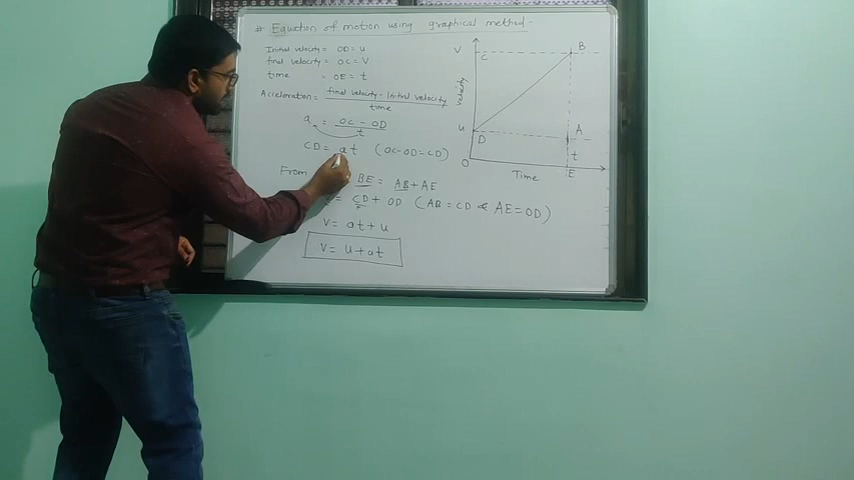 # Equation of motion using graphical method -
Initial velocity = OD = u
final velocity = OC = V
time = OE = t
Acceleration = final velocity - Initial velocity
time
a = OC - OD
t
CD = at (OC-OD = CD)
From BE = AB + AE
= CD + OD (AB = CD & AE = OD)
V = at + u
V = u + at
V
C
B
velocity
u
D
A
t
O
Time
E